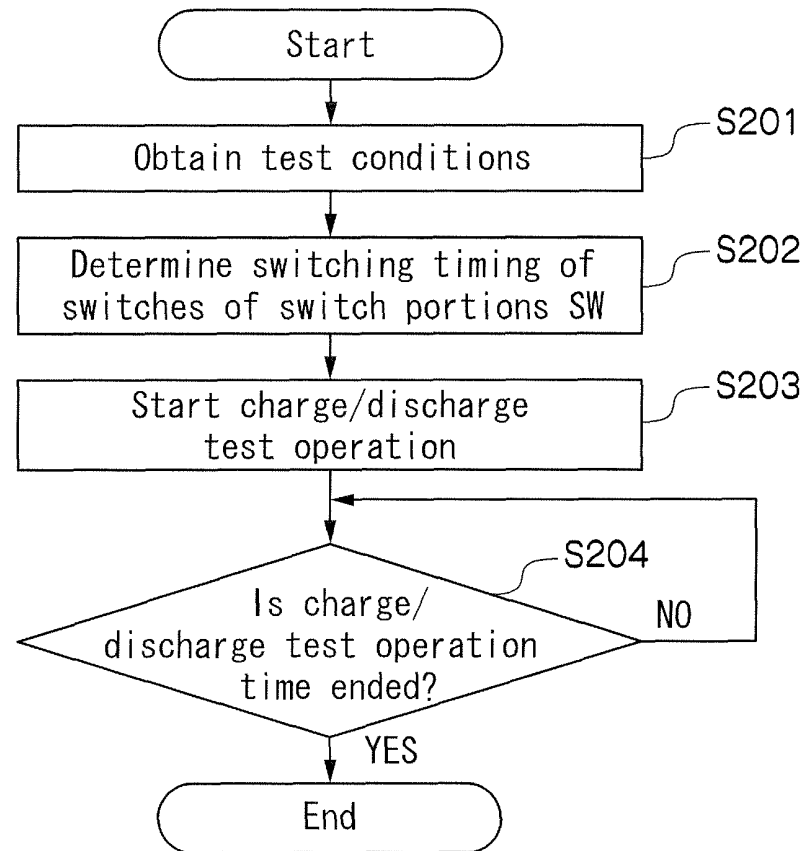 Start
Obtain test conditions
S201
Determine switching timing of
switches of switch portions SW
S202
Start charge/discharge
test operation
S203
Is charge/
discharge test operation
time ended?
S204
NO
YES
End